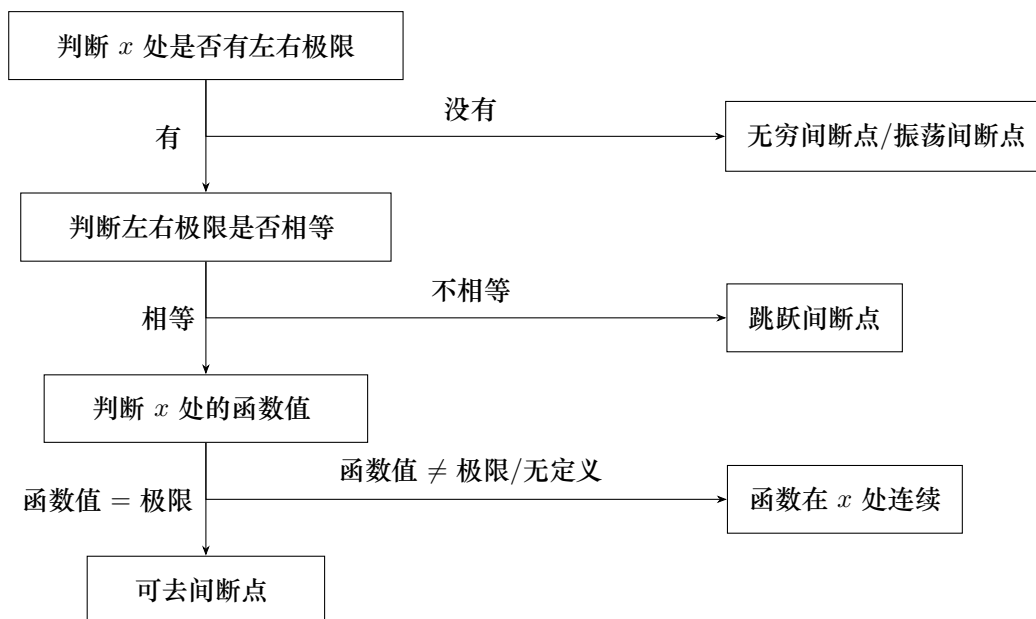 判断 x 处是否有左右极限
没有
有
无穷间断点/振荡间断点
判断左右极限是否相等
不相等
相等
跳跃间断点
判断 x 处的函数值
函数值 ≠ 极限/无定义
函数值 = 极限
函数在 x 处连续
可去间断点